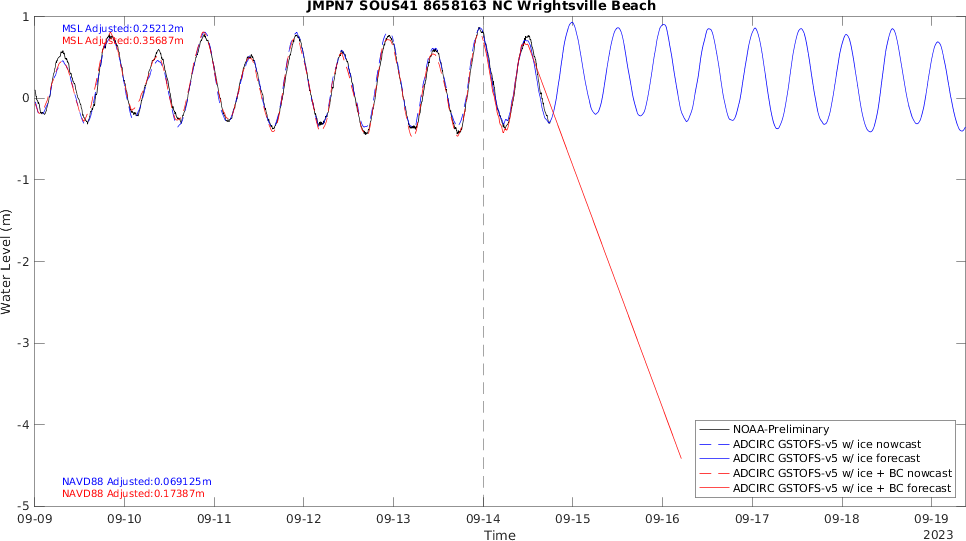 JMPN7 SOUS41 8658163 NC Wrightsville Beach
MSL Adjusted:0.25212m
MSL Adjusted:0.35687m
1
0
-1
-2
-3
-4
-5
Water Level (m)
NAVD88 Adjusted:0.069125m
NAVD88 Adjusted:0.17387m
NOAA-Preliminary
ADCIRC GSTOFS-v5 w/ ice nowcast
ADCIRC GSTOFS-v5 w/ ice forecast
ADCIRC GSTOFS-v5 w/ ice + BC nowcast
ADCIRC GSTOFS-v5 w/ ice + BC forecast
09-09 09-10 09-11 09-12 09-13 09-14 09-15 09-16 09-17 09-18 09-19
Time
2023